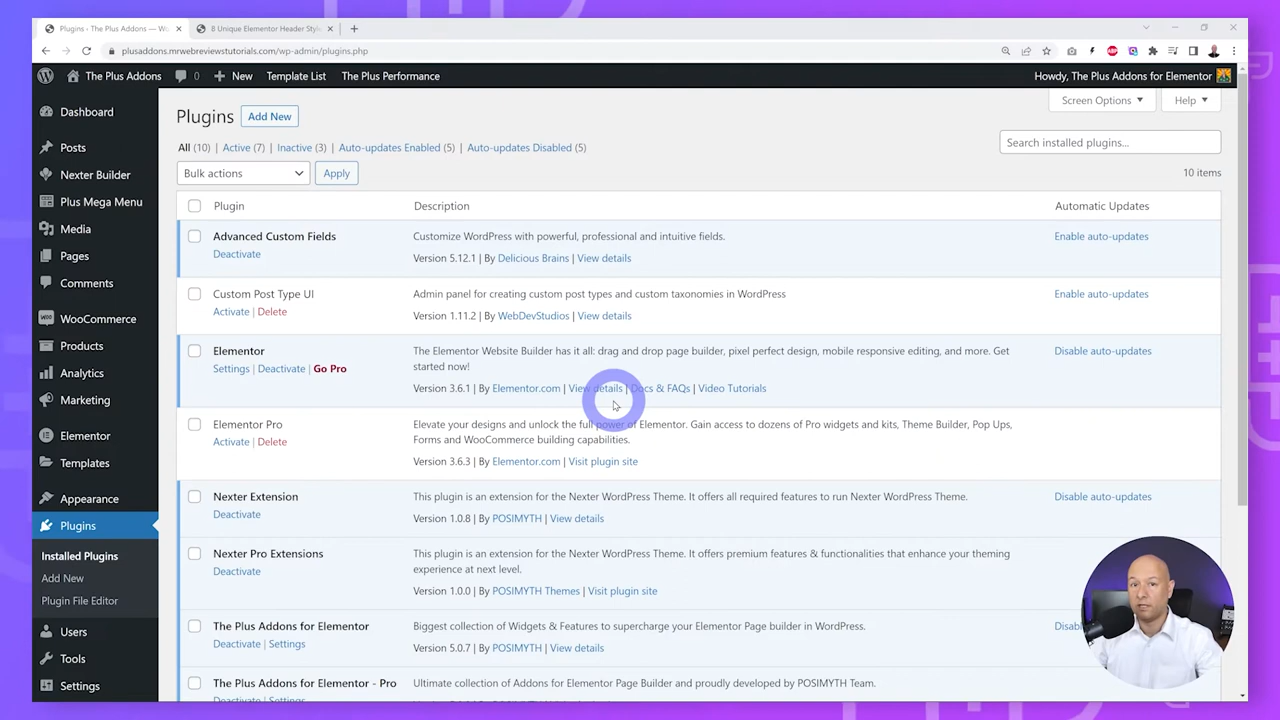 Plugins ‹ The Plus Addons — Wo
8 Unique Elementor Header Style
plusaddons.mrwebreviewstutorials.com/wp-admin/plugins.php
The Plus Addons
0
New
Template List
The Plus Performance
Howdy, The Plus Addons for Elementor
Dashboard
Posts
Nexter Builder
Plus Mega Menu
Media
Pages
Comments
WooCommerce
Products
Analytics
Marketing
Elementor
Templates
Appearance
Plugins
Installed Plugins
Add New
Plugin File Editor
Users
Tools
Settings
Screen Options
Help
Plugins
Add New
All (10) | Active (7) | Inactive (3) | Auto-updates Enabled (5) | Auto-updates Disabled (5)
Search installed plugins...
Bulk actions
Apply
10 items
Plugin
Description
Automatic Updates
Advanced Custom Fields
Deactivate
Customize WordPress with powerful, professional and intuitive fields.
Version 5.12.1 | By Delicious Brains | View details
Enable auto-updates
Custom Post Type UI
Activate | Delete
Admin panel for creating custom post types and custom taxonomies in WordPress
Version 1.11.2 | By WebDevStudios | View details
Enable auto-updates
Elementor
Settings | Deactivate | Go Pro
The Elementor Website Builder has it all: drag and drop page builder, pixel perfect design, mobile responsive editing, and more. Get
started now!
Version 3.6.1 | By Elementor.com | View details | Docs & FAQs | Video Tutorials
Disable auto-updates
Elementor Pro
Activate | Delete
Elevate your designs and unlock the full power of Elementor. Gain access to dozens of Pro widgets and kits, Theme Builder, Pop Ups,
Forms and WooCommerce building capabilities.
Version 3.6.3 | By Elementor.com | Visit plugin site
Nexter Extension
Deactivate
This plugin is an extension for the Nexter WordPress Theme. It offers all required features to run Nexter WordPress Theme.
Version 1.0.8 | By POSIMYTH | View details
Disable auto-updates
Nexter Pro Extensions
Deactivate
This plugin is an extension for the Nexter WordPress Theme. It offers premium features & functionalities that enhance your theming
experience at next level.
Version 1.0.0 | By POSIMYTH Themes | Visit plugin site
The Plus Addons for Elementor
Deactivate | Settings
Biggest collection of Widgets & Features to supercharge your Elementor Page builder in WordPress.
Version 5.0.7 | By POSIMYTH | View details
The Plus Addons for Elementor - Pro
Deactivate | Settings
Ultimate collection of Addons for Elementor Page Builder and proudly developed by POSIMYTH Team.